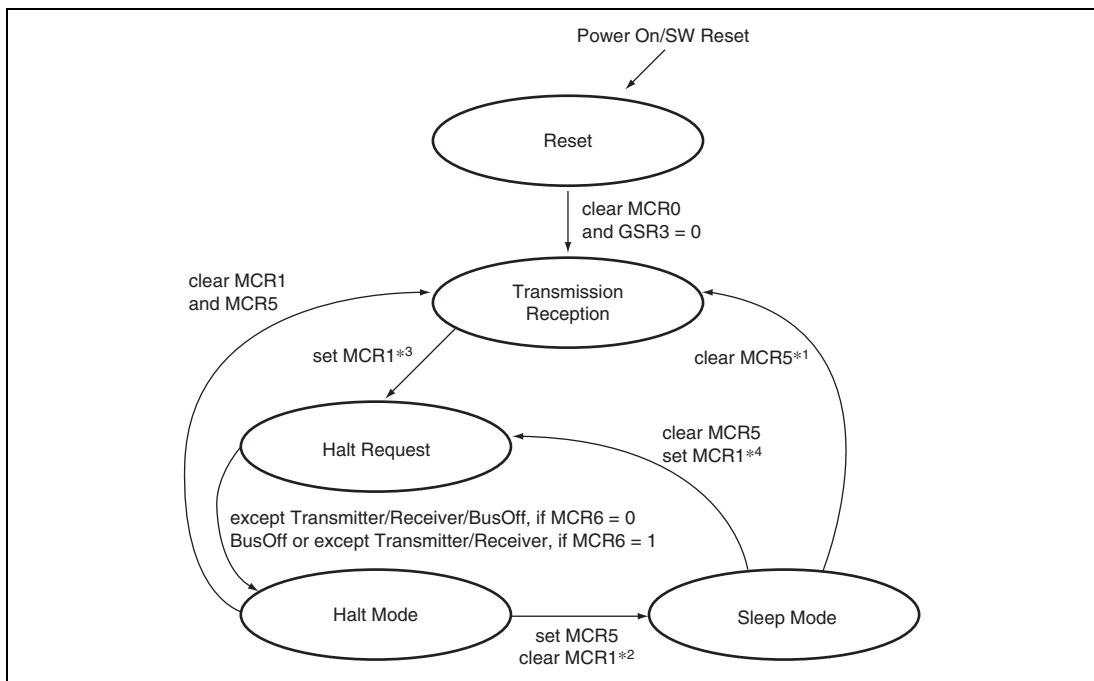 Power On/SW Reset
Reset
clear MCR0
and GSR3 = 0
clear MCR1
and MCR5
Transmission
Reception
set MCR1*3
clear MCR5*1
Halt Request
clear MCR5
set MCR1*4
except Transmitter/Receiver/BusOff, if MCR6 = 0
BusOff or except Transmitter/Receiver, if MCR6 = 1
Halt Mode
Sleep Mode
set MCR5
clear MCR1*2